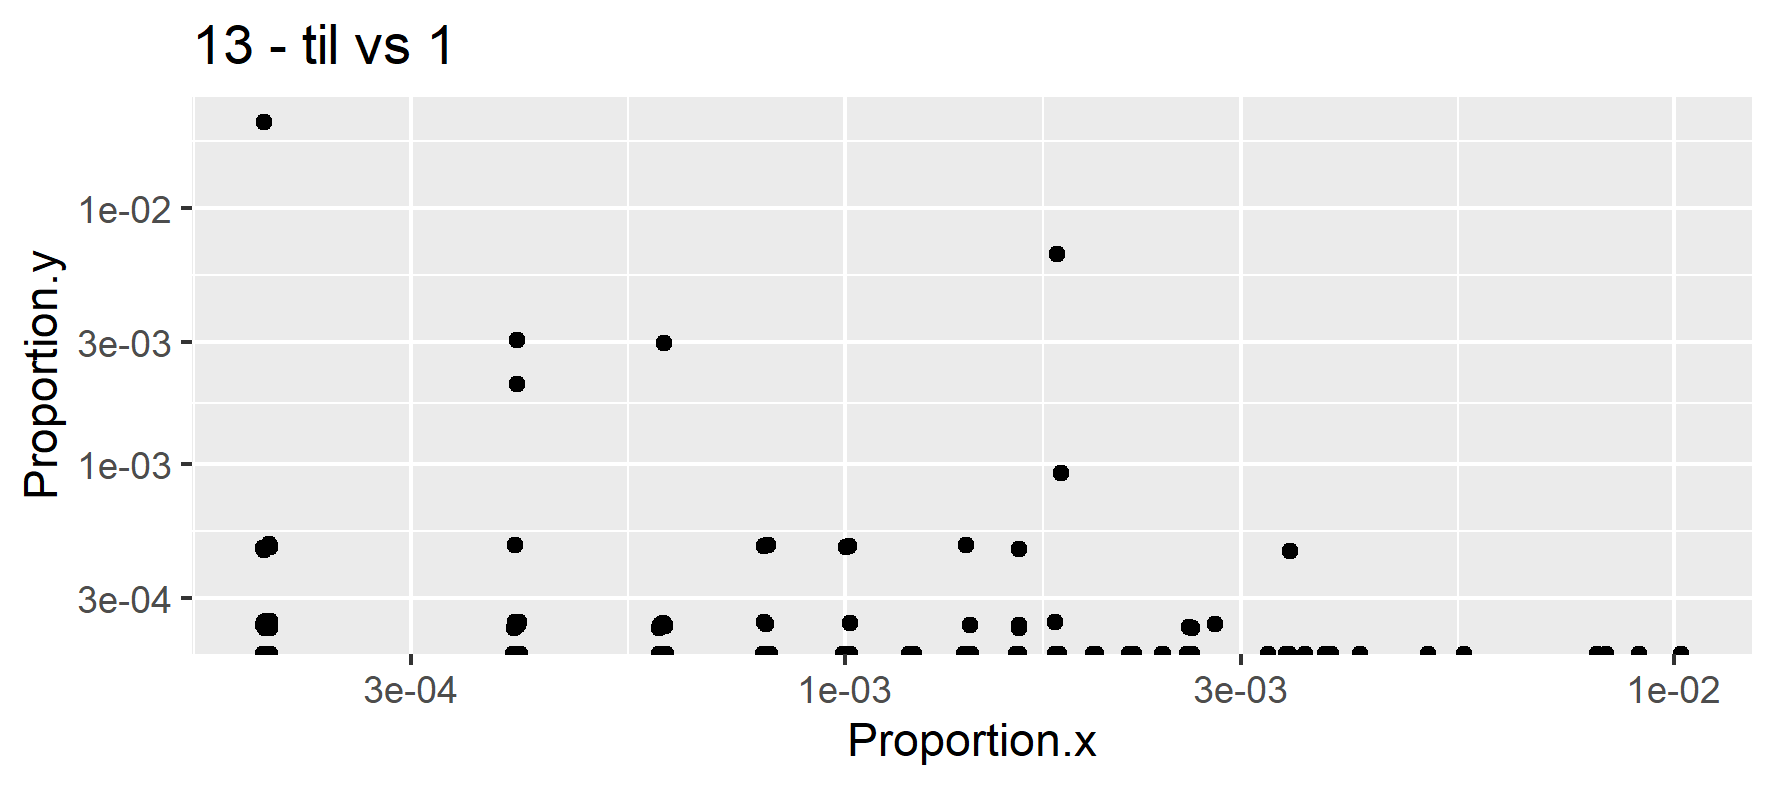 13 - til vs 1
Proportion.y
1e-02
3e-03
1e-03
3e-04
3e-04 1e-03 3e-03 1e-02
Proportion.x